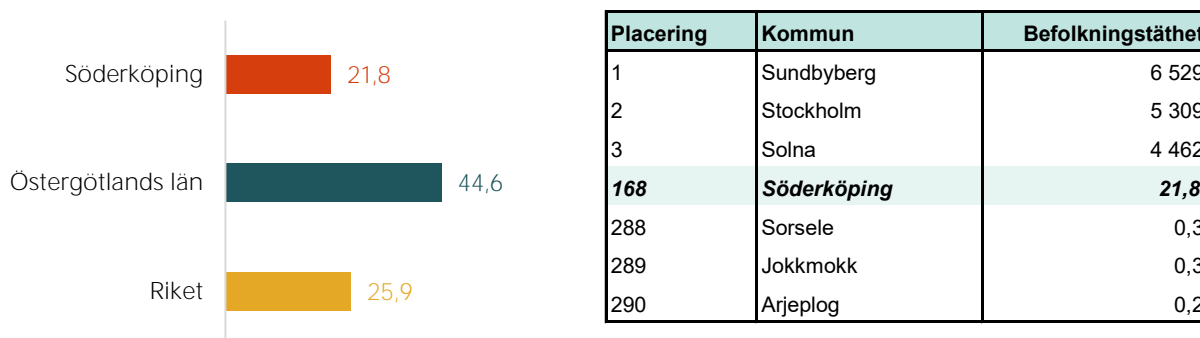 Söderköping 21,8
Östergötlands län 44,6
Riket 25,9
Placering Kommun Befolkningstäthet
1 Sundbyberg 6 529
2 Stockholm 5 309
3 Solna 4 462
168 Söderköping 21,8
288 Sorsele 0,3
289 Jokkmokk 0,3
290 Arjeplog 0,2